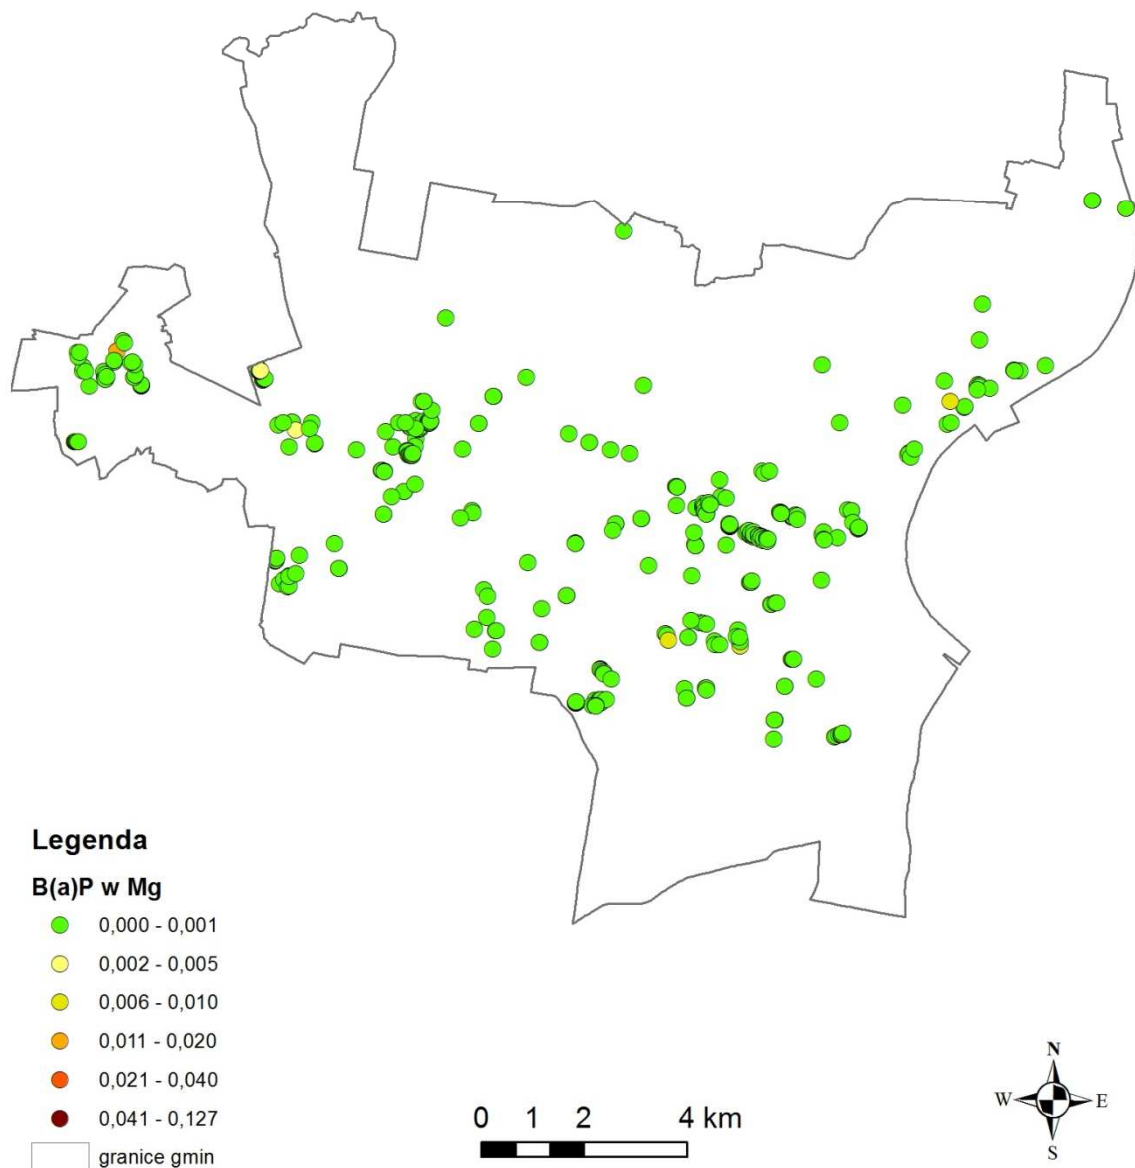 Legenda
B(a)P w Mg
0,000 - 0,001
0,002 - 0,005
0,006 - 0,010
0,011 - 0,020
0,021 - 0,040
0,041 - 0,127
granice gmin
0 1 2 4 km
N
W E
S